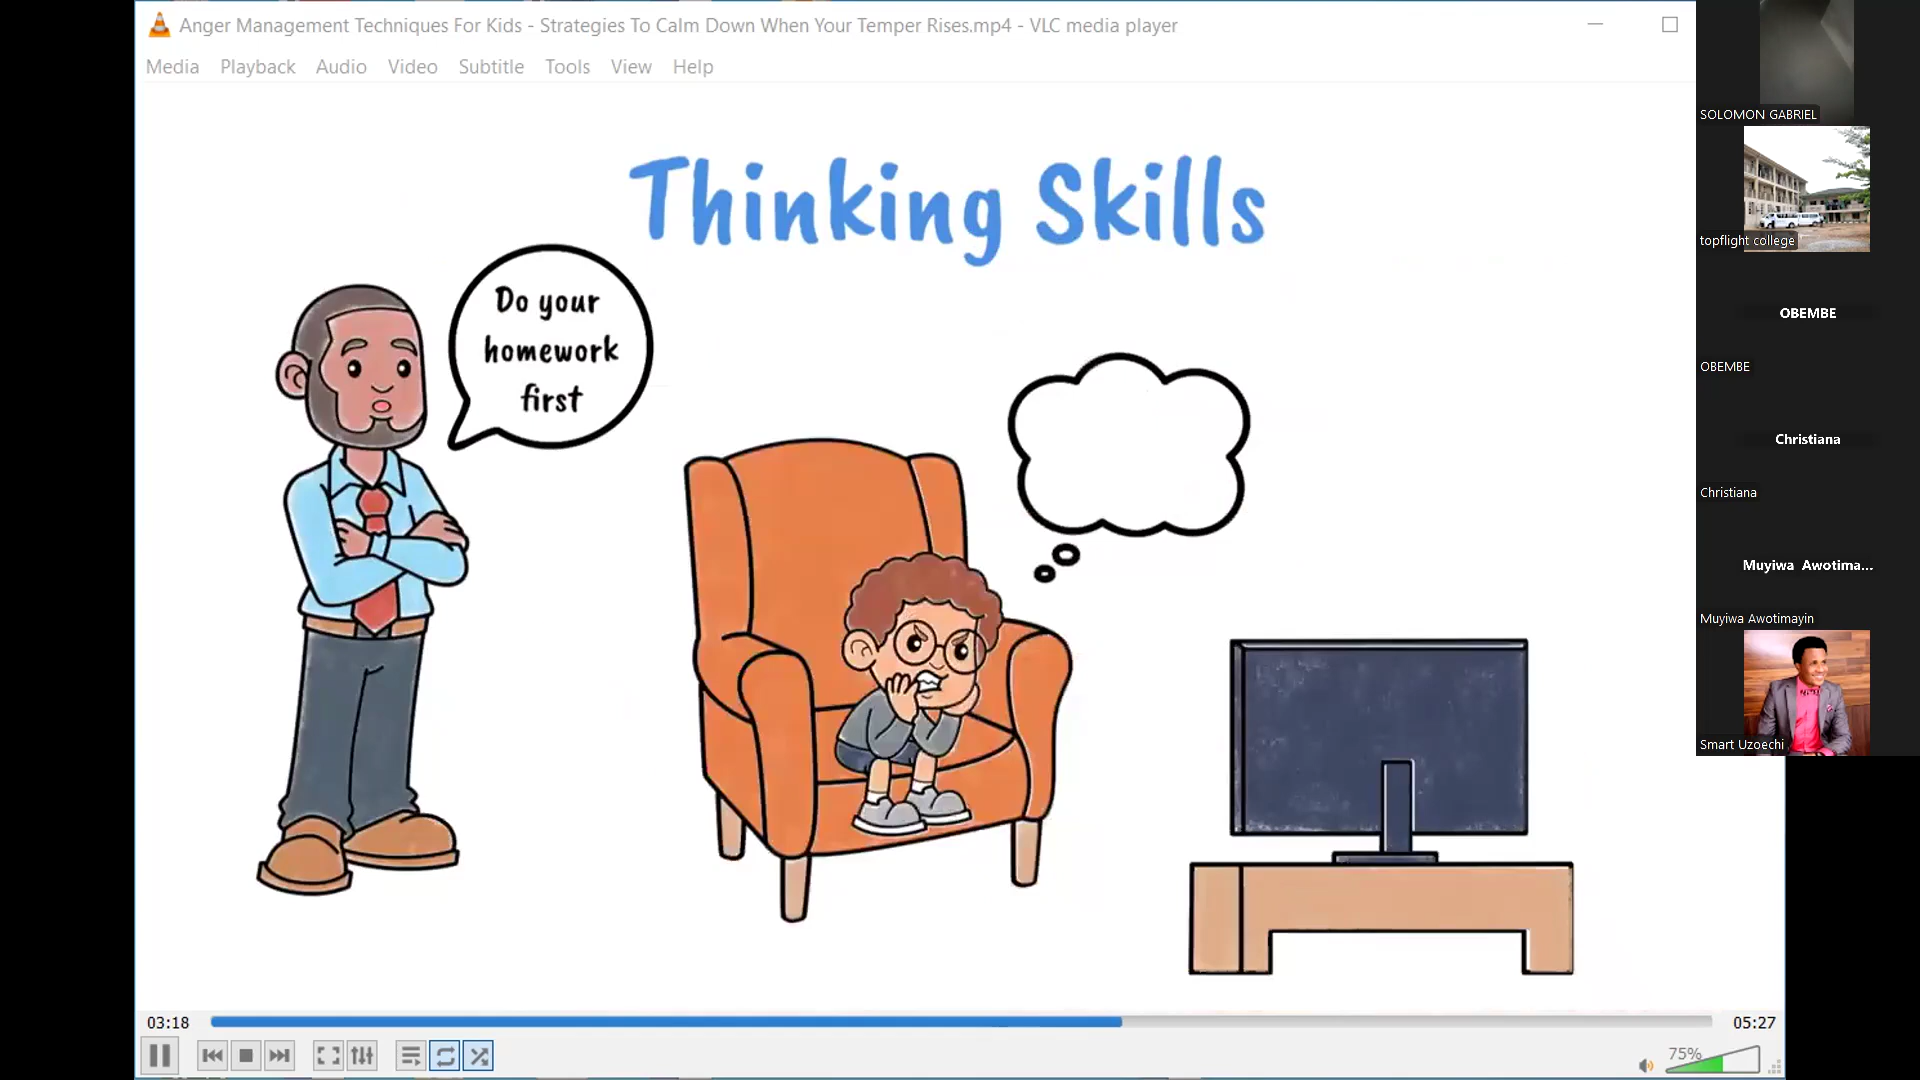 Anger Management Techniques For Kids - Strategies To Calm Down When Your Temper Rises.mp4 - VLC media player
Media Playback Audio Video Subtitle Tools View Help
Thinking Skills
Do your
homework
first
03:18
05:27
75%
SOLOMON GABRIEL
topflight college
OBEMBE
OBEMBE
Christiana
Christiana
Muyiwa Awotima...
Muyiwa Awotimayin
Smart Uzoechi